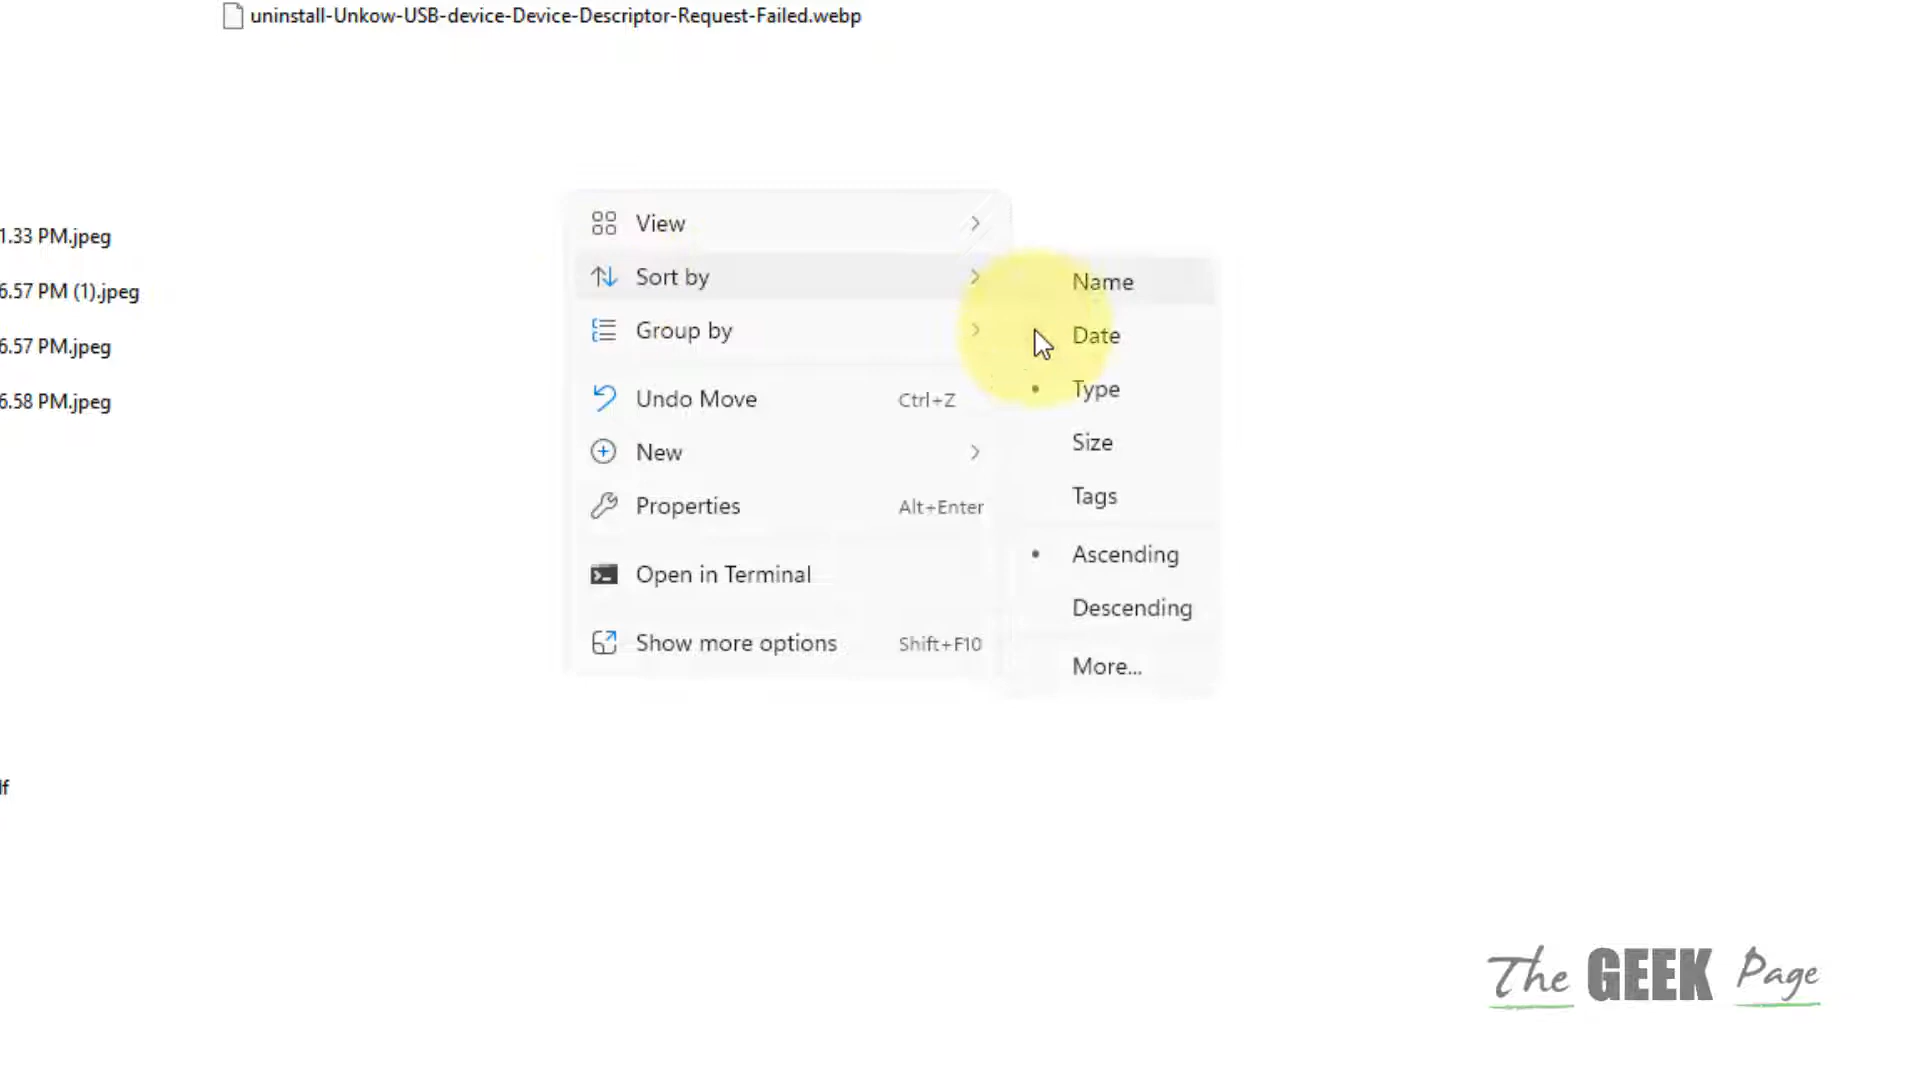 uninstall-Unkow-USB-device-Device-Descriptor-Request-Failed.webp
1.33 PM.jpeg
6.57 PM (1).jpeg
6.57 PM.jpeg
6.58 PM.jpeg
View
Sort by
Group by
Undo Move Ctrl+Z
New
Properties Alt+Enter
Open in Terminal
Show more options Shift+F10
Name
Date
Type
Size
Tags
Ascending
Descending
More...
The GEEK Page